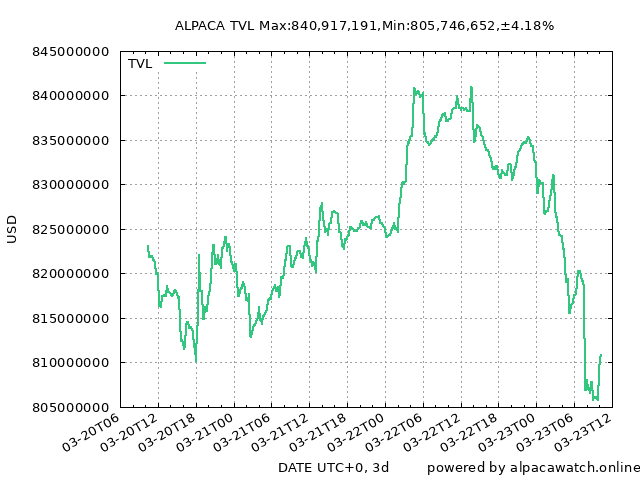 ALPACA TVL Max:840,917,191,Min:805,746,652,±4.18%
845000000
TVL
840000000
835000000
830000000
825000000
820000000
815000000
810000000
805000000
USD
03-20T06
03-20T12
03-20T18
03-21T00
03-21T06
03-21T12
03-21T18
03-22T00
03-22T06
03-22T12
03-22T18
03-23T00
03-23T06
03-23T12
DATE UTC+0, 3d
powered by alpacawatch.online